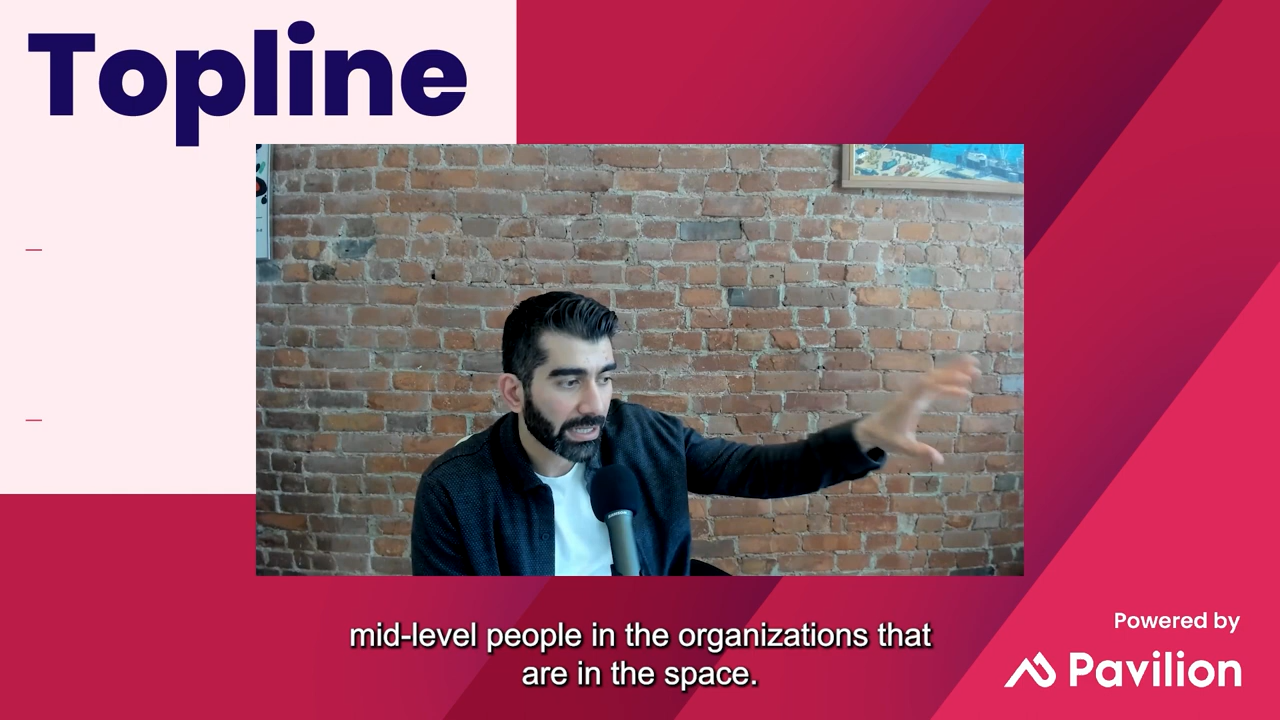 Topline
mid-level people in the organizations that
are in the space.
Powered by
Pavilion